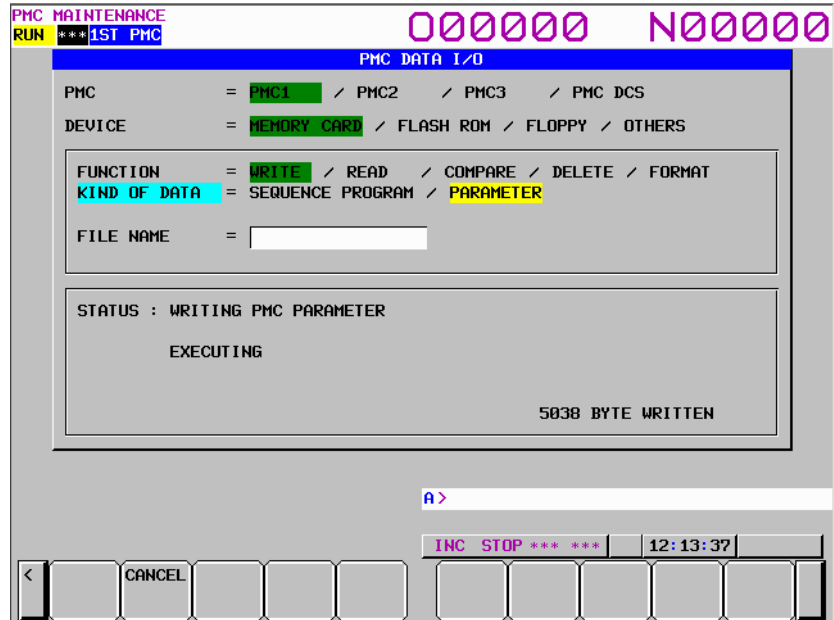 PMC MAINTENANCE
O00000 N00000
RUN ***1ST PMC
PMC DATA I/O
PMC = PMC1 / PMC2 / PMC3 / PMC DCS
DEVICE = MEMORY CARD / FLASH ROM / FLOPPY / OTHERS
FUNCTION = WRITE / READ / COMPARE / DELETE / FORMAT
KIND OF DATA = SEQUENCE PROGRAM / PARAMETER
FILE NAME =
STATUS : WRITING PMC PARAMETER
EXECUTING
5038 BYTE WRITTEN
A>
INC STOP *** *** 12:13:37
< CANCEL